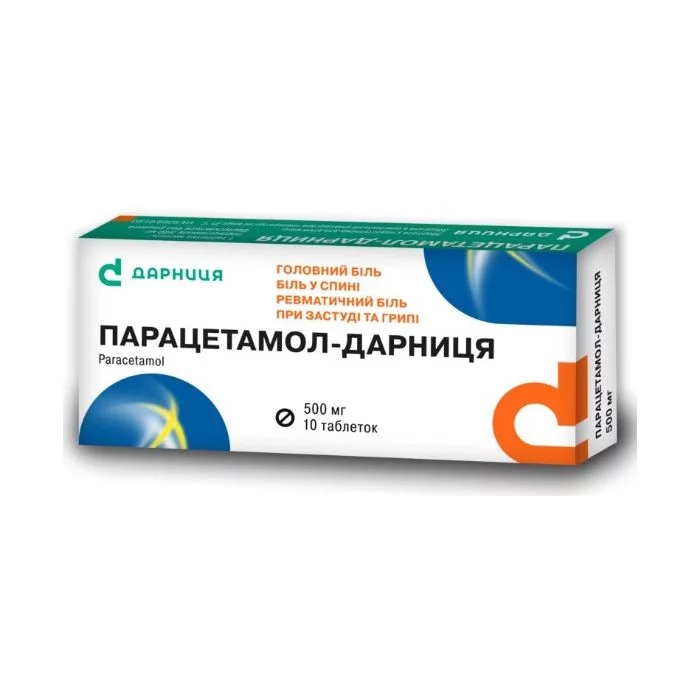 ПАРАЦЕТАМОЛ-ДАРНИЦЯ
ДАРНИЦЯ
ДАРНИЦЯ
ГОЛОВНИЙ БІЛЬ
БІЛЬ У СПИНІ
РЕВМАТИЧНИЙ БІЛЬ
ПРИ ЗАСТУДІ ТА ГРИПІ
ПАРАЦЕТАМОЛ-ДАРНИЦЯ
Paracetamol
500 мг
10 таблеток
ПАРАЦЕТАМОЛ-ДАРНИЦЯ
500 мг